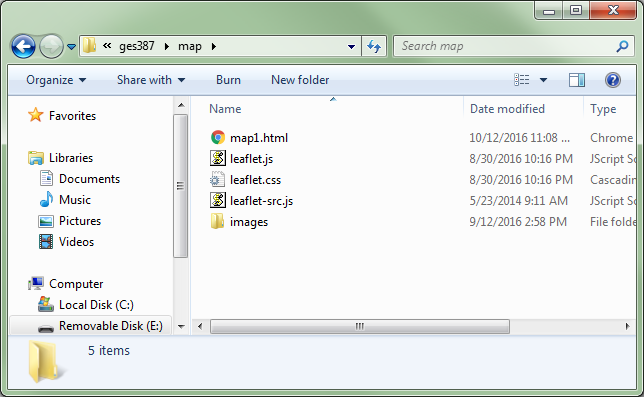 « ges387 map
Search map
Organize Share with Burn New folder
Name Date modified Type
Favorites
Libraries
Documents
Music
Pictures
Videos
Computer
Local Disk (C:)
Removable Disk (E:)
map1.html 10/12/2016 11:08 ... Chrome
leaflet.js 8/30/2016 10:16 PM JScript Sc
leaflet.css 8/30/2016 10:16 PM Cascadin
leaflet-src.js 5/23/2014 9:11 AM JScript Sc
images 9/12/2016 2:58 PM File folde
5 items